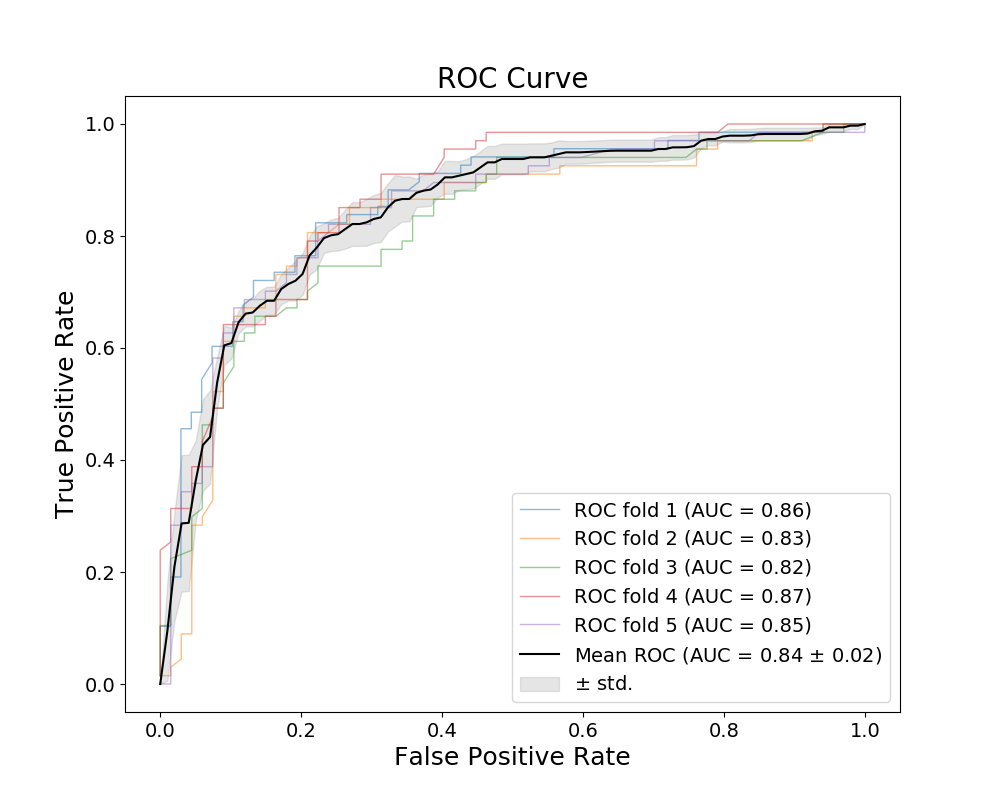 ROC Curve
True Positive Rate
1.0
0.8
0.6
0.4
0.2
0.0
ROC fold 1 (AUC = 0.86)
ROC fold 2 (AUC = 0.83)
ROC fold 3 (AUC = 0.82)
ROC fold 4 (AUC = 0.87)
ROC fold 5 (AUC = 0.85)
Mean ROC (AUC = 0.84 ± 0.02)
± std.
0.0 0.2 0.4 0.6 0.8 1.0
False Positive Rate